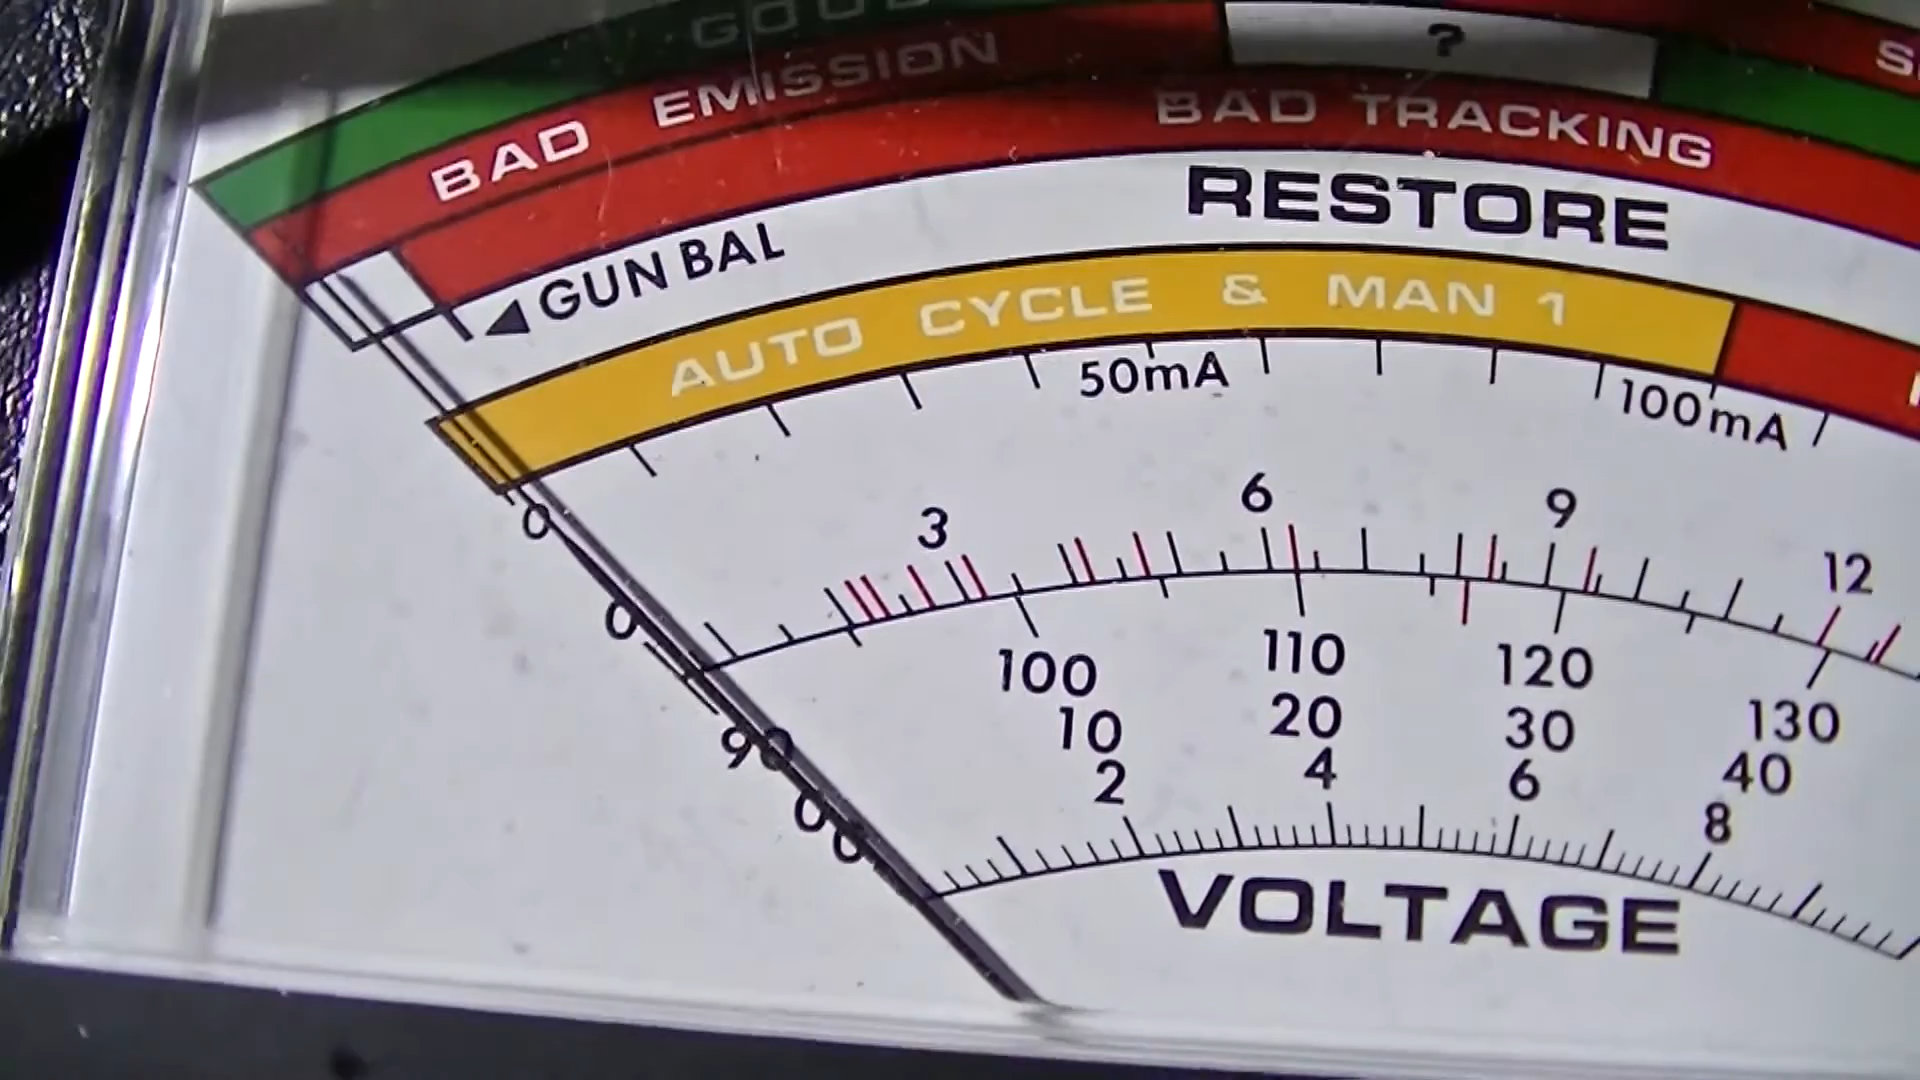 GOOD
BAD EMISSION
?
BAD TRACKING
RESTORE
◄GUN BAL
AUTO CYCLE & MAN 1
50mA 100mA
0 3 6 9 12
0
90 100 110 120 130
0 10 20 30 40
0 2 4 6 8
VOLTAGE